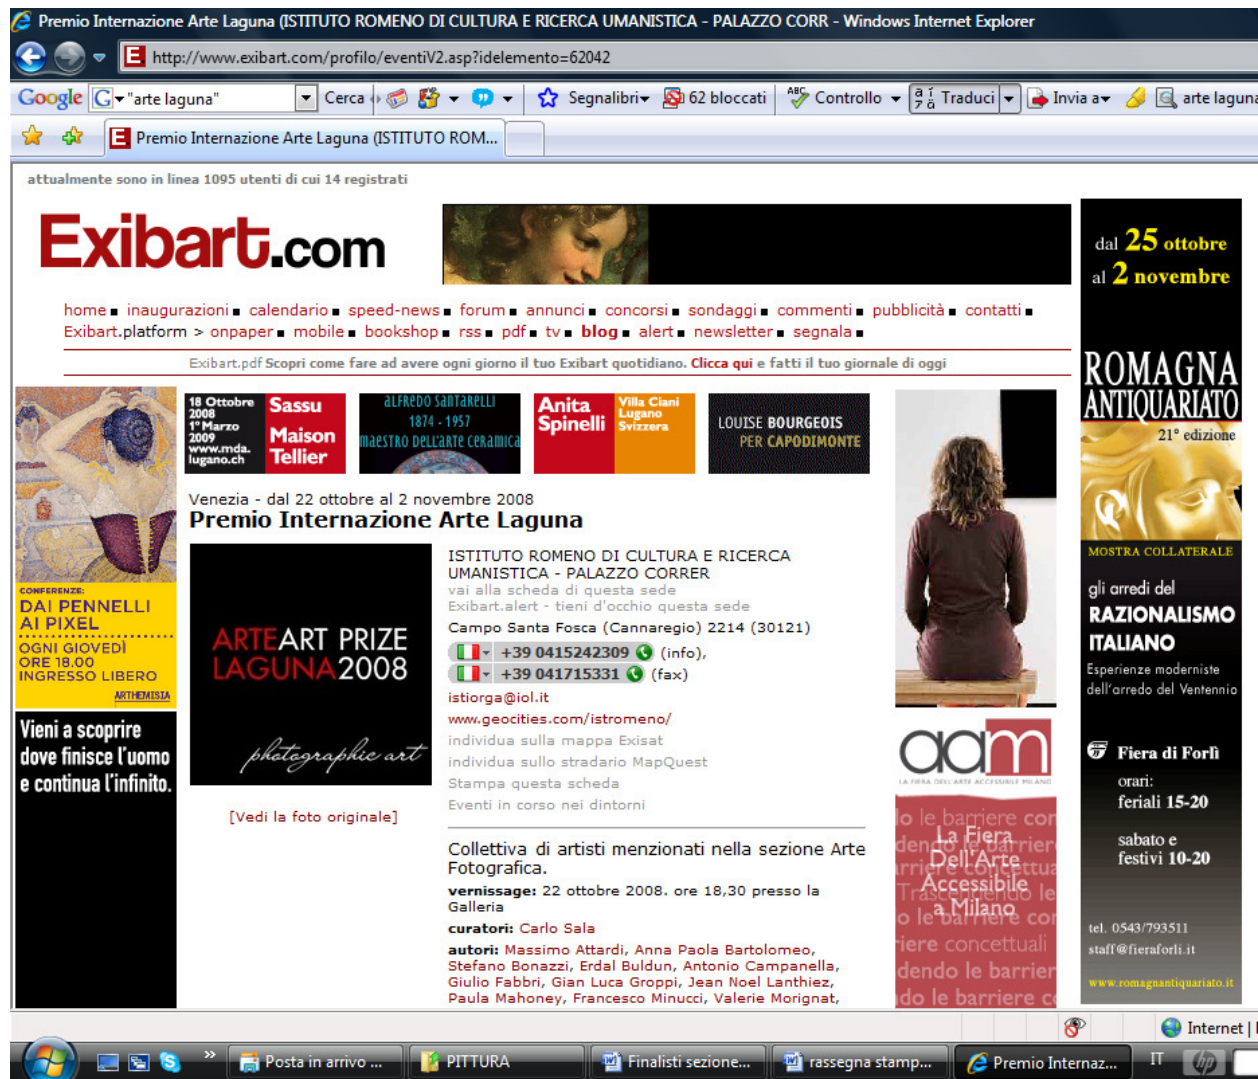 Premio Internazione Arte Laguna (ISTITUTO ROMENO DI CULTURA E RICERCA UMANISTICA - PALAZZO CORR - Windows Internet Explorer
http://www.exibart.com/profilo/eventiV2.asp?idelemento=62042
Google "arte laguna" Cerca Segnalibri 62 bloccati Controllo Traduci Invia a arte laguna
Premio Internazione Arte Laguna (ISTITUTO ROM...
attualmente sono in linea 1095 utenti di cui 14 registrati
Exibart.com
home inaugurazioni calendario speed-news forum annunci concorsi sondaggi commenti pubblicità contatti
Exibart.platform > onpaper mobile bookshop rss pdf tv blog alert newsletter segnala
Exibart.pdf Scopri come fare ad avere ogni giorno il tuo Exibart quotidiano. Clicca qui e fatti il tuo giornale di oggi
CONFERENZE:
DAI PENNELLI
AI PIXEL
OGNI GIOVEDÌ
ORE 18.00
INGRESSO LIBERO
ARTHEMISIA
Vieni a scoprire
dove finisce l'uomo
e continua l'infinito.
18 Ottobre
2008
1° Marzo
2009
www.mda.
lugano.ch
Sassu
Maison
Tellier
ALFREDO SANTARELLI
1874 - 1957
MAESTRO DELL'ARTE CERAMICA
Anita
Spinelli
Villa Ciani
Lugano
Svizzera
LOUISE BOURGEOIS
PER CAPODIMONTE
Venezia - dal 22 ottobre al 2 novembre 2008
Premio Internazione Arte Laguna
ARTEART PRIZE
LAGUNA2008
photographic art
[Vedi la foto originale]
ISTITUTO ROMENO DI CULTURA E RICERCA
UMANISTICA - PALAZZO CORRER
vai alla scheda di questa sede
Exibart.alert - tieni d'occhio questa sede
Campo Santa Fosca (Cannaregio) 2214 (30121)
+39 0415242309 (info),
+39 041715331 (fax)
istiorga@iol.it
www.geocities.com/istromeno/
individua sulla mappa Exisat
individua sullo stradario MapQuest
Stampa questa scheda
Eventi in corso nei dintorni
Collettiva di artisti menzionati nella sezione Arte
Fotografica.
vernissage: 22 ottobre 2008. ore 18,30 presso la
Galleria
curatori: Carlo Sala
autori: Massimo Attardi, Anna Paola Bartolomeo,
Stefano Bonazzi, Erdal Buldun, Antonio Campanella,
Giulio Fabbri, Gian Luca Groppi, Jean Noel Lanthiez,
Paula Mahoney, Francesco Minucci, Valerie Morignat,
aam
LA FIERA DELL'ARTE ACCESSIBILE MILANO
La Fiera
Dell'Arte
Accessibile
a Milano
dal 25 ottobre
al 2 novembre
ROMAGNA
ANTIQUARIATO
21° edizione
MOSTRA COLLATERALE
gli arredi del
RAZIONALISMO
ITALIANO
Esperienze moderniste
dell'arredo del Ventennio
Fiera di Forlì
orari:
feriali 15-20
sabato e
festivi 10-20
tel. 0543/793511
staff@fieraforli.it
www.romagnantiquariato.it
Internet |
Posta in arrivo ... PITTURA Finalisti sezione... rassegna stamp... Premio Internaz... IT hp